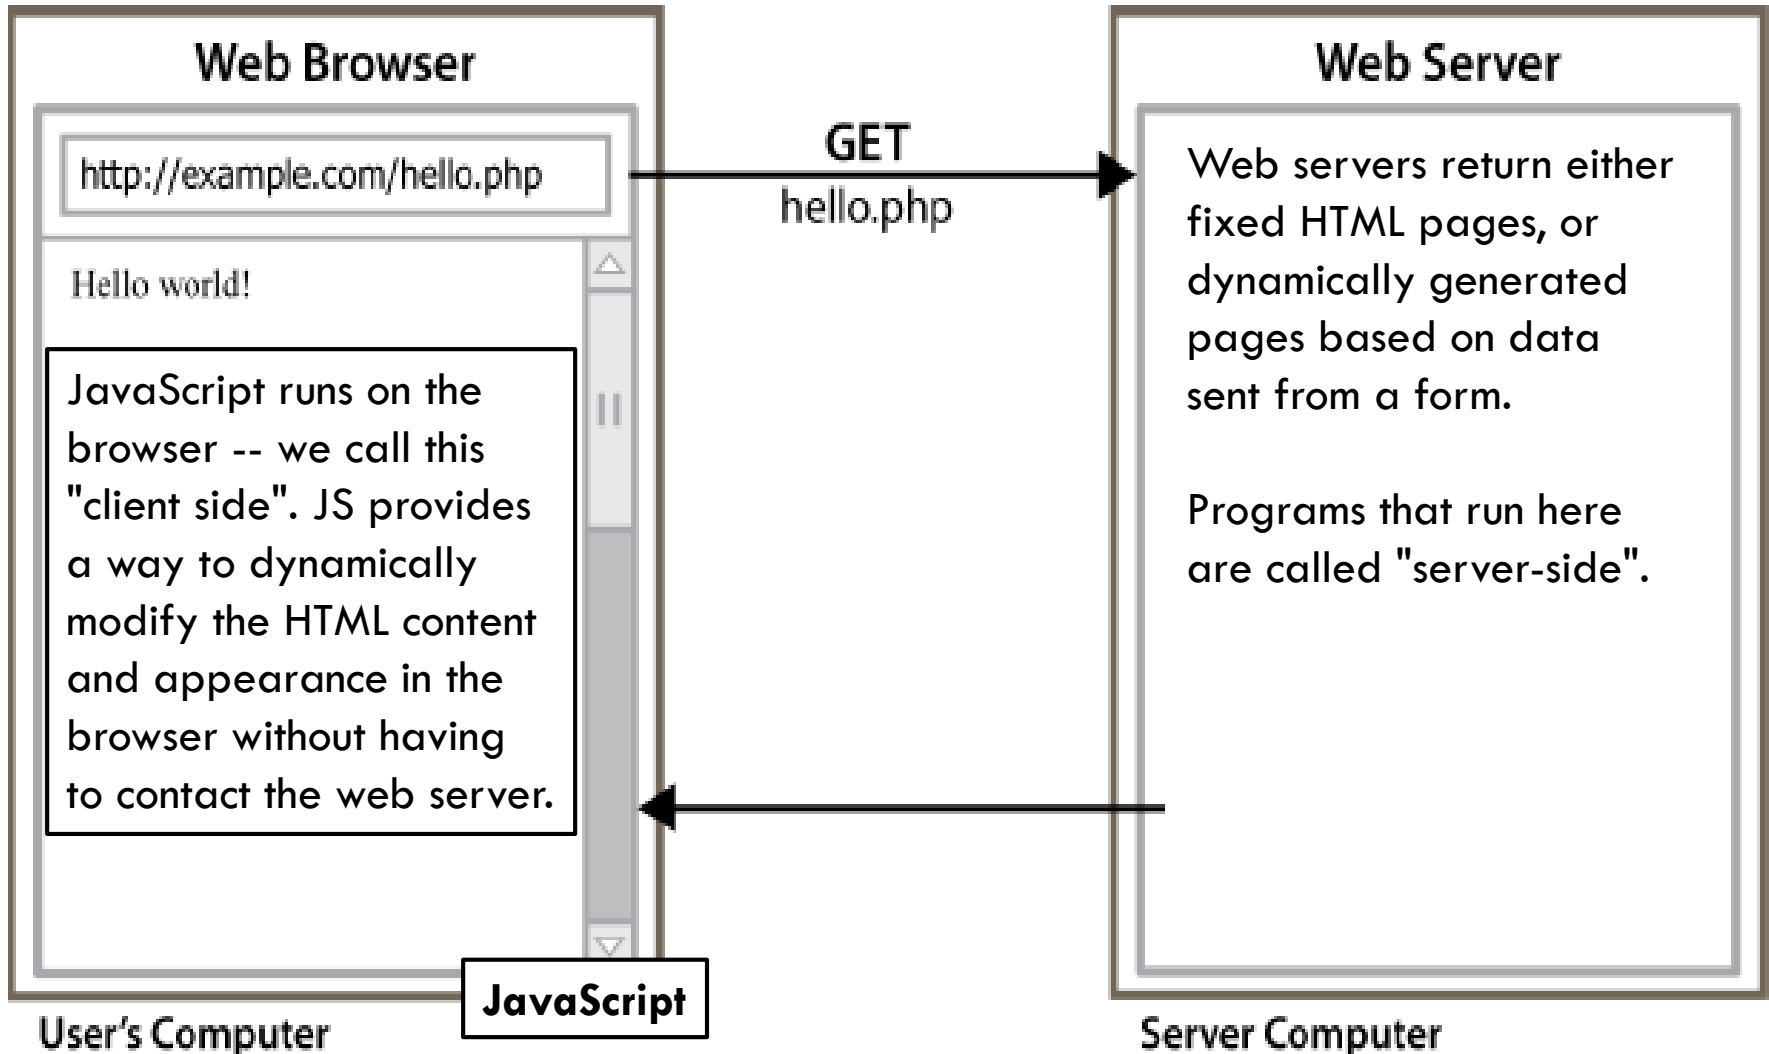 Web Browser
http://example.com/hello.php
Hello world!
JavaScript runs on the
browser -- we call this
"client side". JS provides
a way to dynamically
modify the HTML content
and appearance in the
browser without having
to contact the web server.
JavaScript
User's Computer
GET
hello.php
Web Server
Web servers return either
fixed HTML pages, or
dynamically generated
pages based on data
sent from a form.
Programs that run here
are called "server-side".
Server Computer